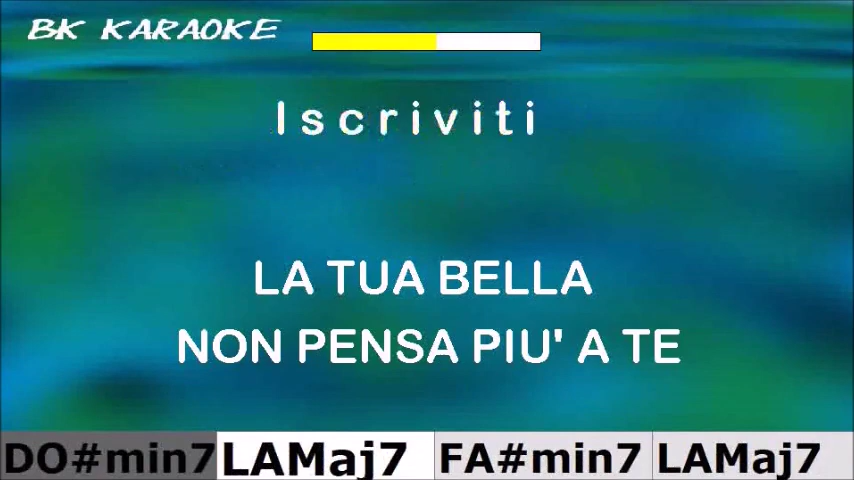 BK KARAOKE
Iscriviti
LA TUA BELLA
NON PENSA PIU' A TE
DO#min7 LAMaj7 FA#min7 LAMaj7